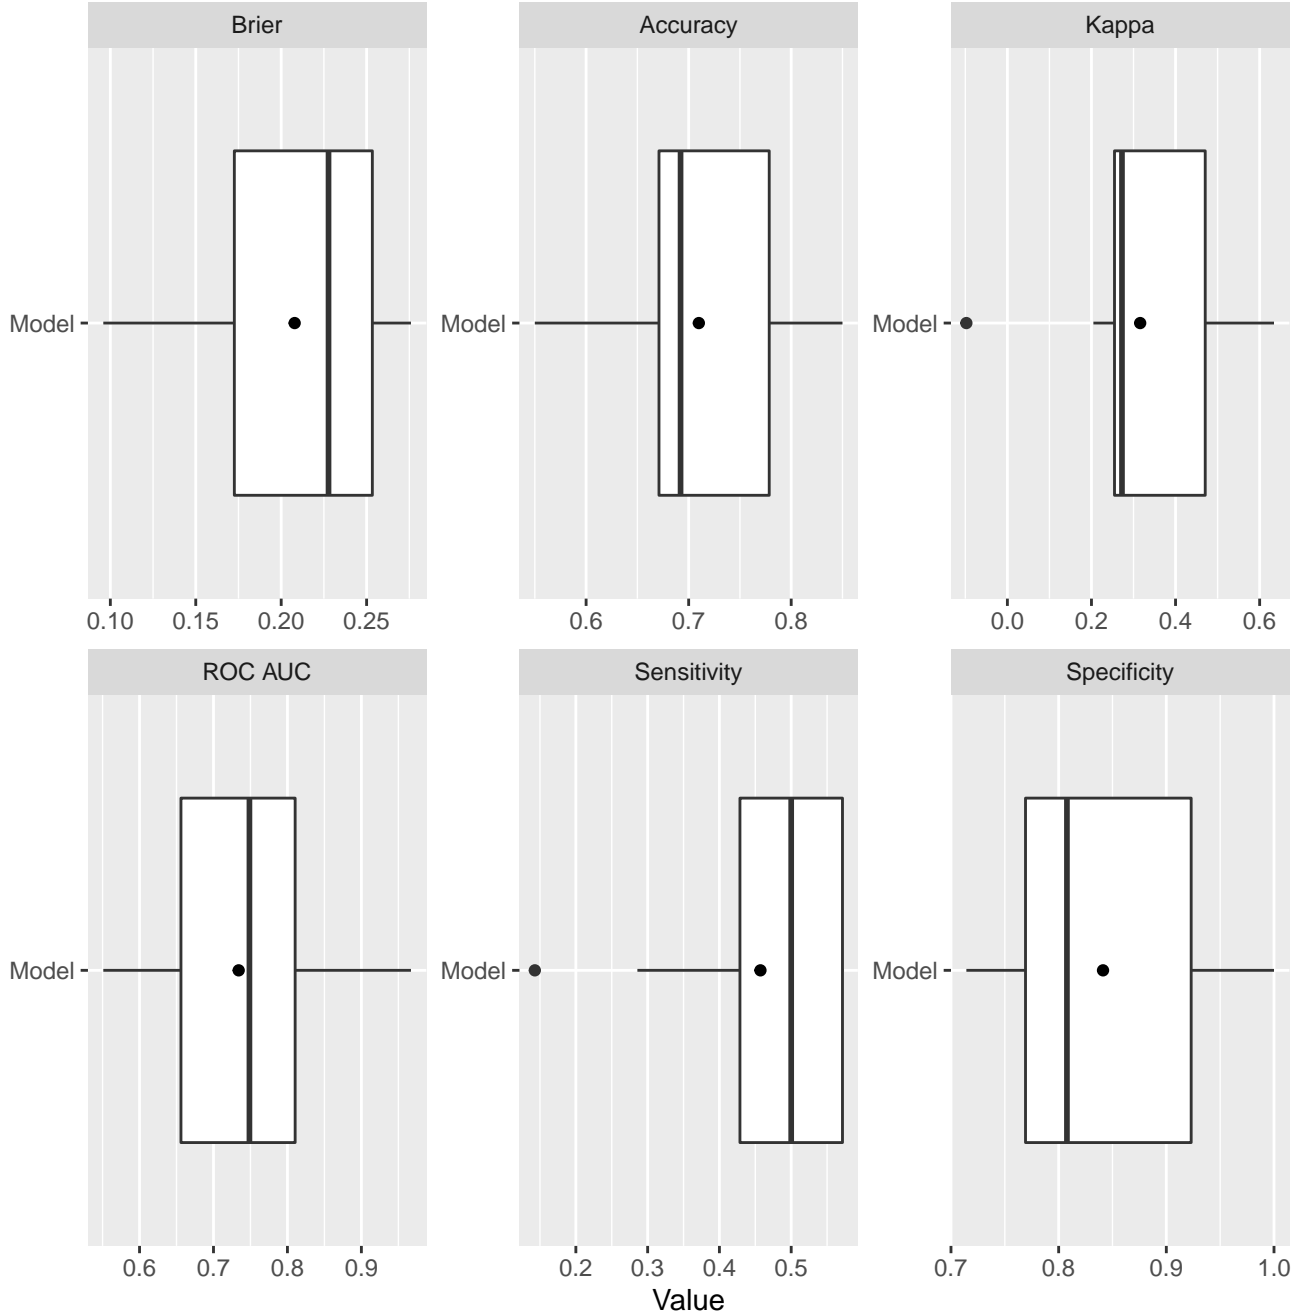 Brier Accuracy Kappa
Model Model Model
0.10 0.15 0.20 0.25 0.6 0.7 0.8 0.0 0.2 0.4 0.6
ROC AUC Sensitivity Specificity
Model Model Model
0.6 0.7 0.8 0.9 0.2 0.3 0.4 0.5 0.7 0.8 0.9 1.0
Value